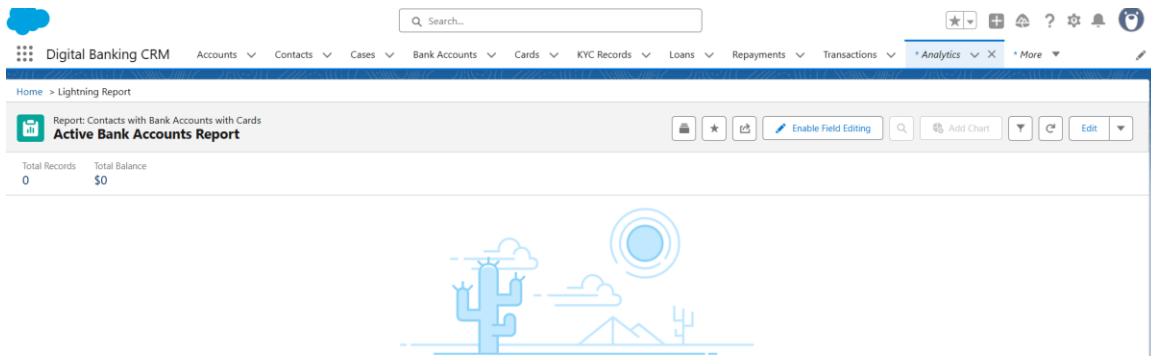 Search...
Digital Banking CRM Accounts Contacts Cases Bank Accounts Cards KYC Records Loans Repayments Transactions * Analytics * More
Home > Lightning Report
Report: Contacts with Bank Accounts with Cards
Active Bank Accounts Report
Enable Field Editing Add Chart Edit
Total Records Total Balance
0 $0